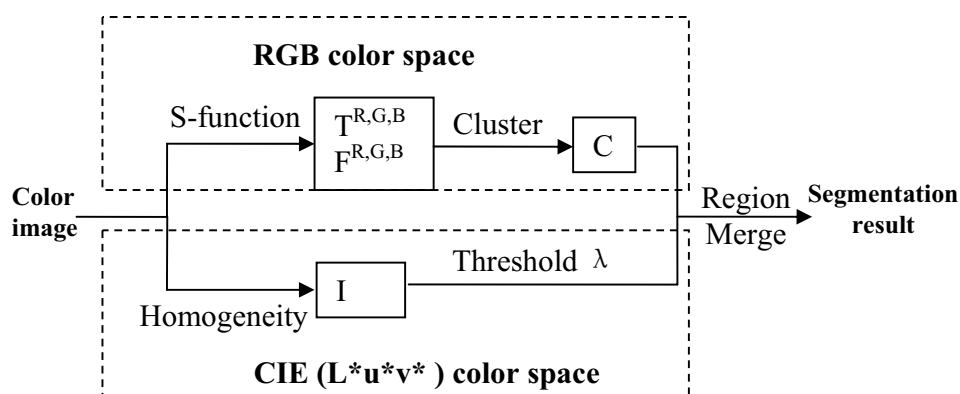 RGB color space
S-function
T^R,G,B
F^R,G,B
Cluster
C
Color
image
Region
Merge
Segmentation
result
Threshold λ
I
Homogeneity
CIE (L*u*v* ) color space